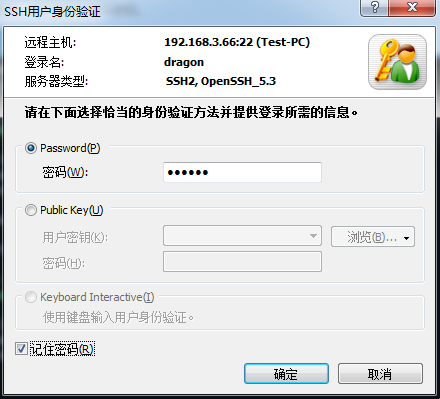 SSH用户身份验证
远程主机: 192.168.3.66:22 (Test-PC)
登录名: dragon
服务器类型: SSH2, OpenSSH_5.3
请在下面选择恰当的身份验证方法并提供登录所需的信息。
Password(P)
密码(W): ••••••
Public Key(U)
用户密钥(K): 浏览(B)...
密码(H):
Keyboard Interactive(I)
使用键盘输入用户身份验证。
记住密码(R)
确定 取消